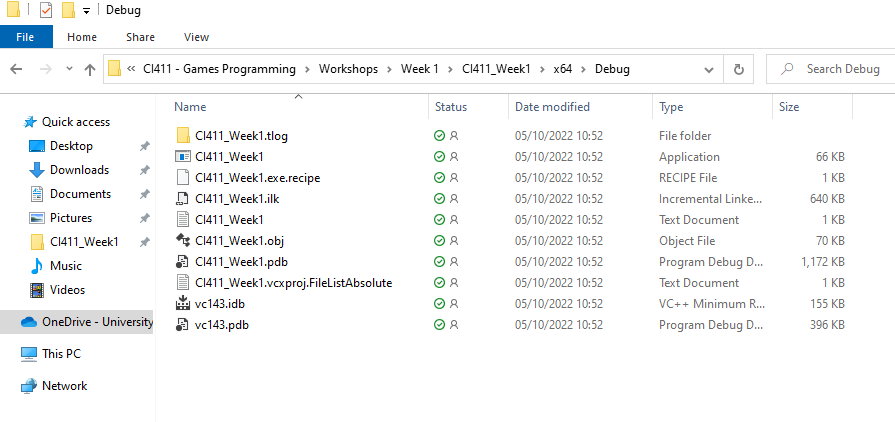 Debug
File Home Share View
« CI411 - Games Programming > Workshops > Week 1 > CI411_Week1 > x64 > Debug Search Debug
Name Status Date modified Type Size
Quick access
Desktop
Downloads
Documents
Pictures
CI411_Week1
Music
Videos
OneDrive - University
This PC
Network
CI411_Week1.tlog 05/10/2022 10:52 File folder
CI411_Week1 05/10/2022 10:52 Application 66 KB
CI411_Week1.exe.recipe 05/10/2022 10:52 RECIPE File 1 KB
CI411_Week1.ilk 05/10/2022 10:52 Incremental Linke... 640 KB
CI411_Week1 05/10/2022 10:52 Text Document 1 KB
CI411_Week1.obj 05/10/2022 10:52 Object File 70 KB
CI411_Week1.pdb 05/10/2022 10:52 Program Debug D... 1,172 KB
CI411_Week1.vcxproj.FileListAbsolute 05/10/2022 10:52 Text Document 1 KB
vc143.idb 05/10/2022 10:52 VC++ Minimum R... 155 KB
vc143.pdb 05/10/2022 10:52 Program Debug D... 396 KB